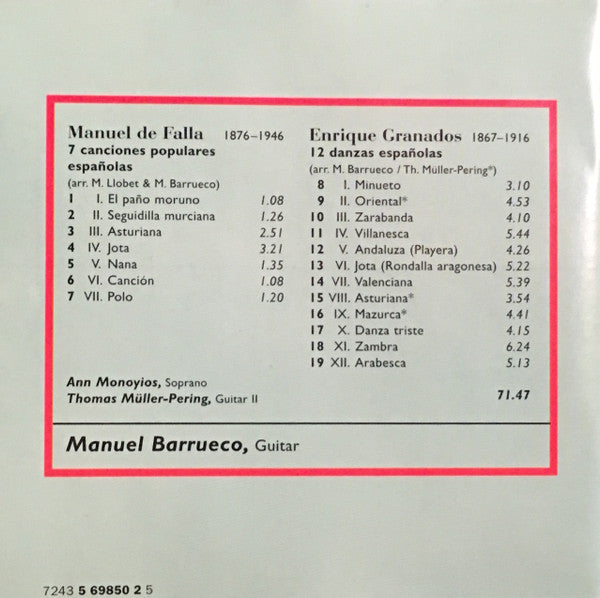 Manuel de Falla 1876–1946
7 canciones populares
españolas
(arr. M. Llobet & M. Barrueco)
1 I. El paño moruno 1.08
2 II. Seguidilla murciana 1.26
3 III. Asturiana 2.51
4 IV. Jota 3.21
5 V. Nana 1.35
6 VI. Canción 1.08
7 VII. Polo 1.20
Ann Monoyios, Soprano
Thomas Müller-Pering, Guitar II
Enrique Granados 1867–1916
12 danzas españolas
(arr. M. Barrueco / Th. Müller-Pering*)
8 I. Minueto 3.10
9 II. Oriental* 4.53
10 III. Zarabanda 4.10
11 IV. Villanesca 5.44
12 V. Andaluza (Playera) 4.26
13 VI. Jota (Rondalla aragonesa) 5.22
14 VII. Valenciana 5.39
15 VIII. Asturiana* 3.54
16 IX. Mazurca* 4.41
17 X. Danza triste 4.15
18 XI. Zambra 6.24
19 XII. Arabesca 5.13
71.47
Manuel Barrueco, Guitar
7243 5 69850 2 5